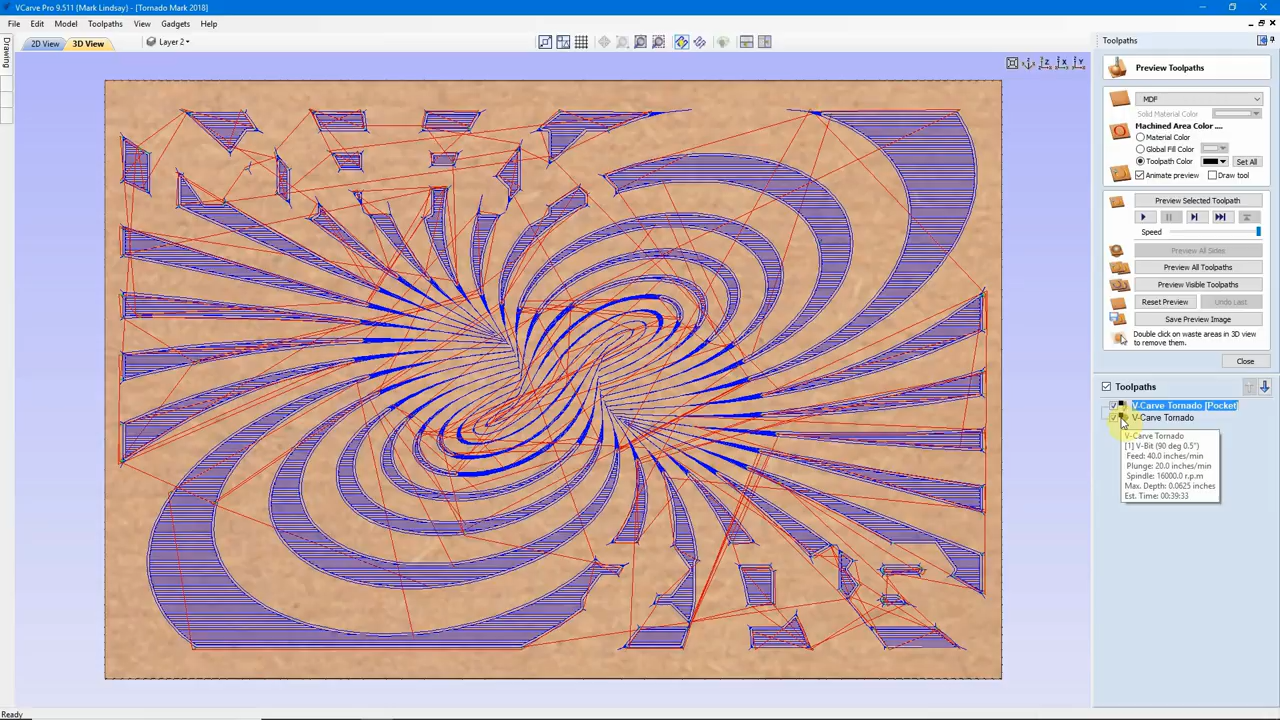 VCarve Pro 9.511 (Mark Lindsay) - [Tornado Mark 2018]
File Edit Model Toolpaths View Gadgets Help
2D View 3D View Layer 2
Drawing
Toolpaths
Preview Toolpaths
MDF
Solid Material Color
Machined Area Color ....
Material Color
Global Fill Color
Toolpath Color Set All
Animate preview Draw tool
Preview Selected Toolpath
Speed
Preview All Sides
Preview All Toolpaths
Preview Visible Toolpaths
Reset Preview Undo Last
Save Preview Image
Double click on waste areas in 3D view
to remove them.
Close
Toolpaths
V-Carve Tornado [Pocket]
V-Carve Tornado
V-Carve Tornado
[1] V-Bit (90 deg 0.5")
Feed: 40.0 inches/min
Plunge: 20.0 inches/min
Spindle: 16000.0 r.p.m
Max. Depth: 0.0625 inches
Est. Time: 00:39:33
Z X Y
Ready